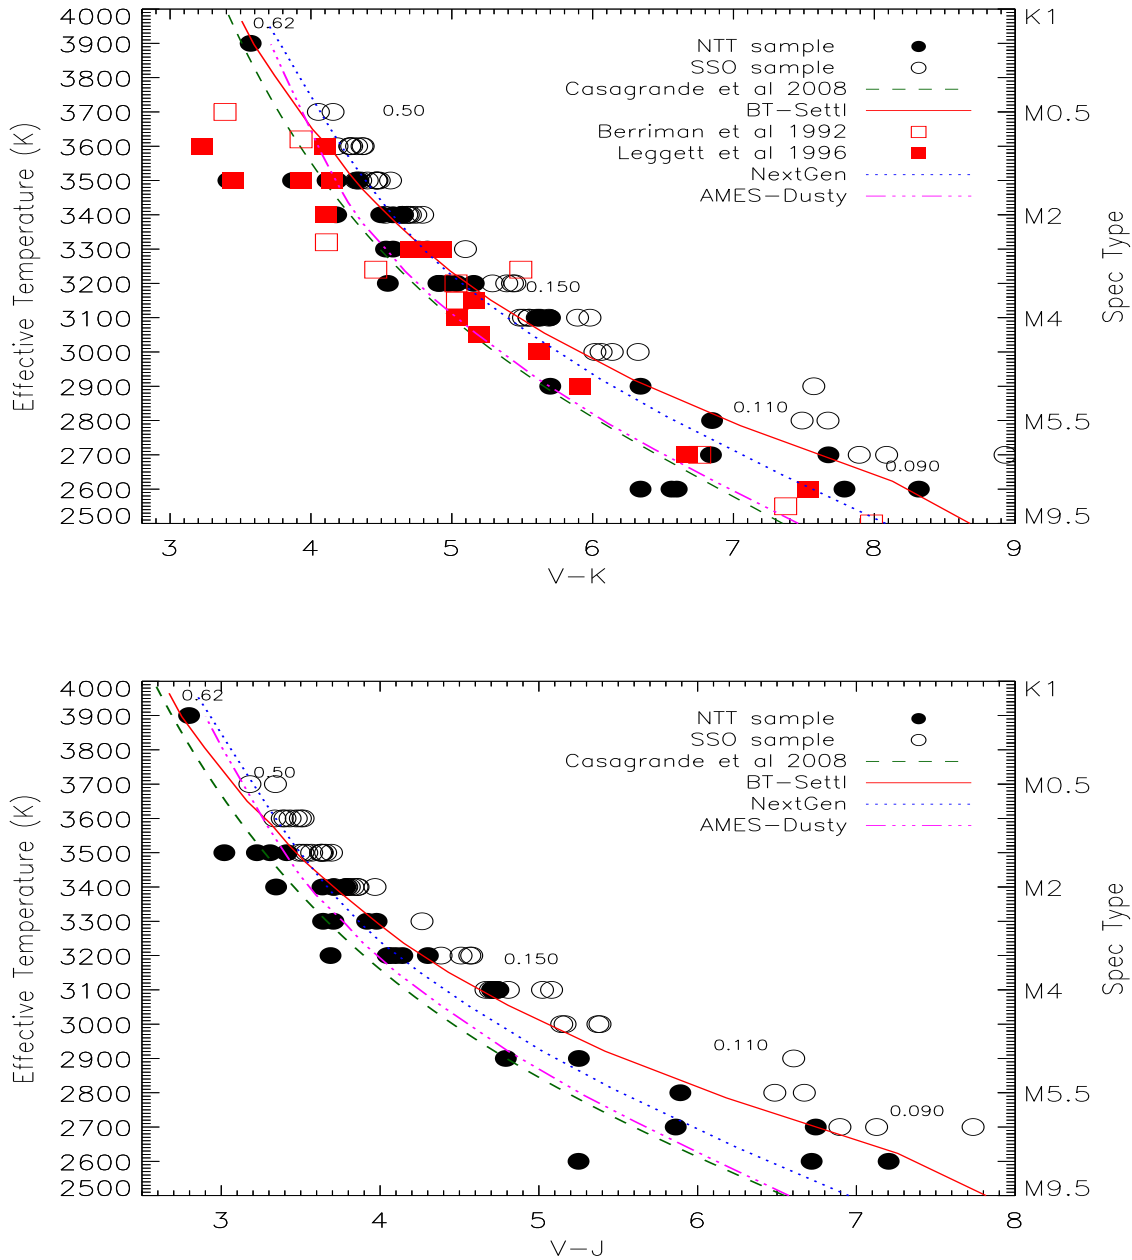 4000
3900
3800
3700
3600
3500
3400
3300
3200
3100
3000
2900
2800
2700
2600
2500
Effective Temperature (K)
0.62
0.50
0.150
0.110
0.090
NTT sample
SSO sample
Casagrande et al 2008
BT-Settl
Berriman et al 1992
Leggett et al 1996
NextGen
AMES-Dusty
K1
M0.5
M2
M4
M5.5
M9.5
Spec Type
3 4 5 6 7 8 9
V-K
4000
3900
3800
3700
3600
3500
3400
3300
3200
3100
3000
2900
2800
2700
2600
2500
Effective Temperature (K)
0.62
0.50
0.150
0.110
0.090
NTT sample
SSO sample
Casagrande et al 2008
BT-Settl
NextGen
AMES-Dusty
K1
M0.5
M2
M4
M5.5
M9.5
Spec Type
3 4 5 6 7 8
V-J